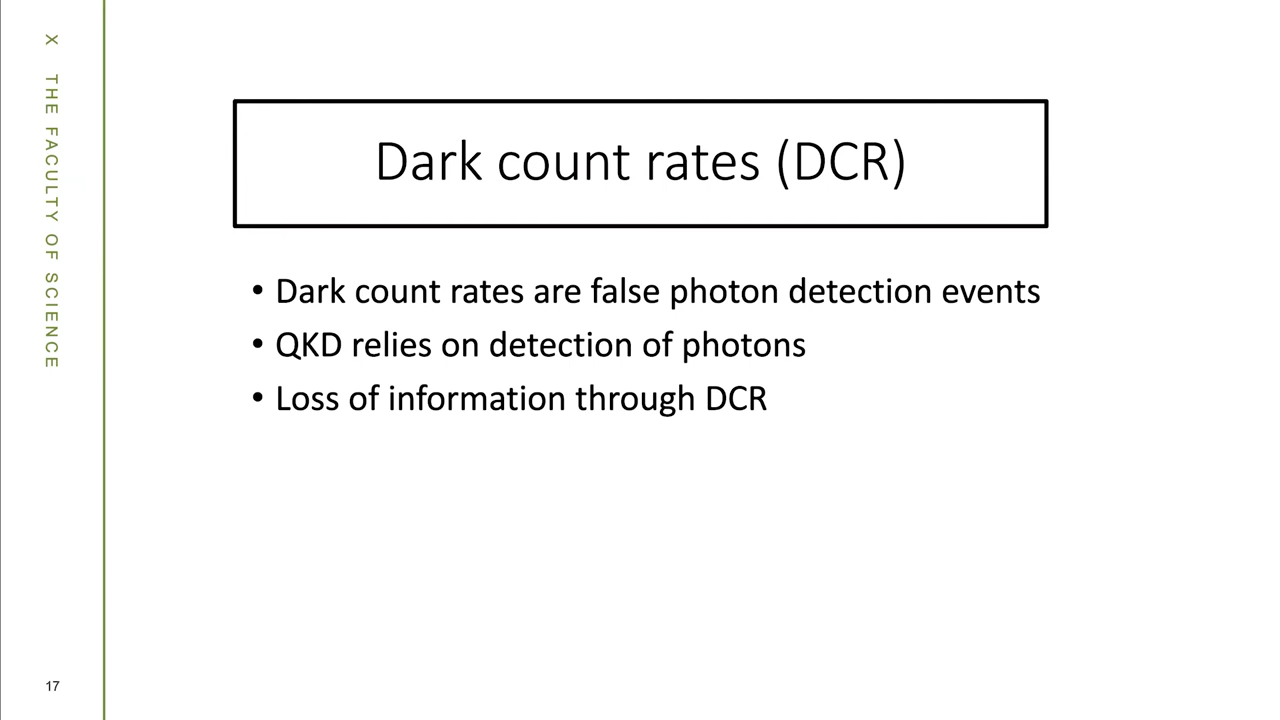 X THE FACULTY OF SCIENCE
Dark count rates (DCR)
• Dark count rates are false photon detection events
• QKD relies on detection of photons
• Loss of information through DCR
17